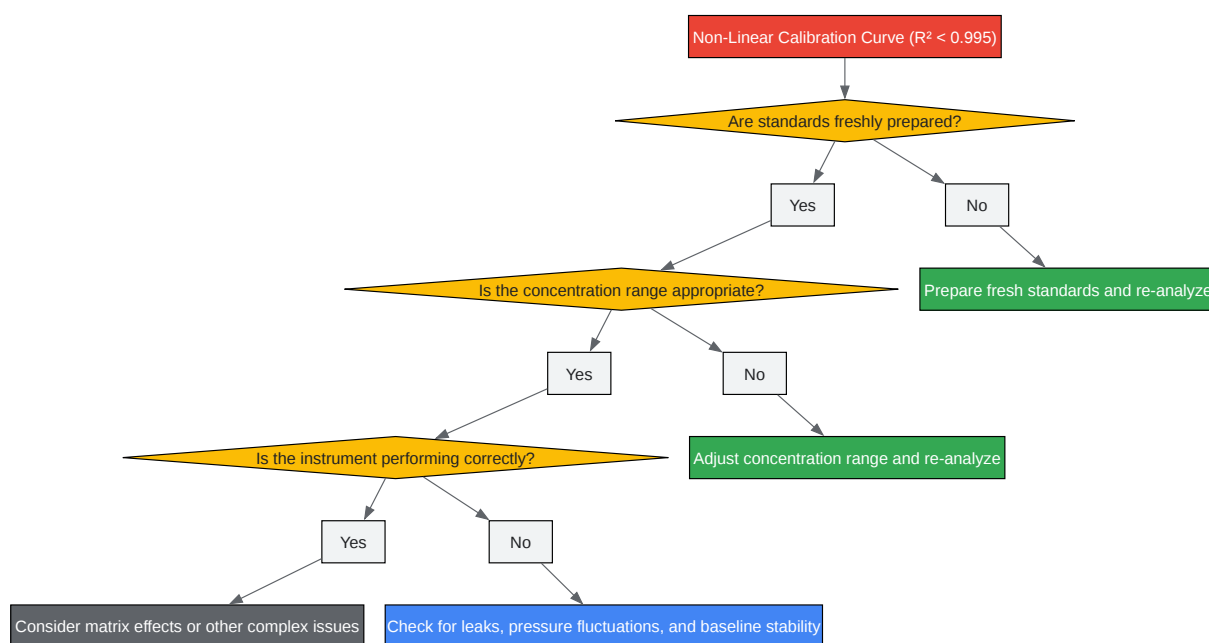 Non-Linear Calibration Curve (R² < 0.995)
Are standards freshly prepared?
Yes
No
Is the concentration range appropriate?
Prepare fresh standards and re-analyze
Yes
No
Is the instrument performing correctly?
Adjust concentration range and re-analyze
Yes
No
Consider matrix effects or other complex issues
Check for leaks, pressure fluctuations, and baseline stability